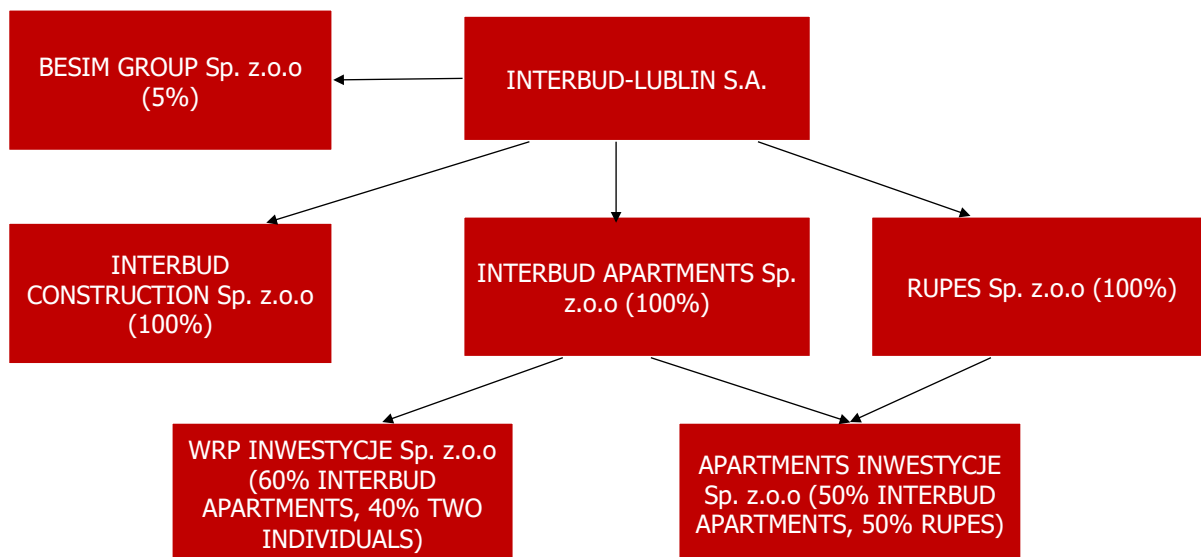 BESIM GROUP Sp. z.o.o
(5%)
INTERBUD-LUBLIN S.A.
INTERBUD
CONSTRUCTION Sp. z.o.o
(100%)
INTERBUD APARTMENTS Sp.
z.o.o (100%)
RUPES Sp. z.o.o (100%)
WRP INWESTYCJE Sp. z.o.o
(60% INTERBUD
APARTMENTS, 40% TWO
INDIVIDUALS)
APARTMENTS INWESTYCJE
Sp. z.o.o (50% INTERBUD
APARTMENTS, 50% RUPES)